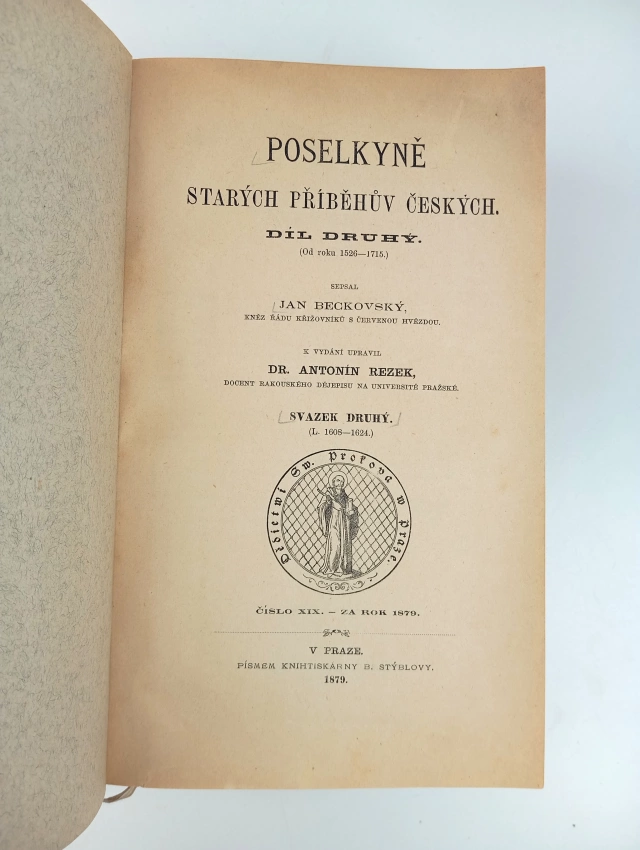 POSELKYNĚ
STARÝCH PŘÍBĚHŮV ČESKÝCH.
DÍL DRUHÝ.
(Od roku 1526—1715.)
SEPSAL
JAN BECKOVSKÝ,
KNĚZ ŘÁDU KŘIŽOVNÍKŮ S ČERVENOU HVĚZDOU.
K VYDÁNÍ UPRAVIL
DR. ANTONÍN REZEK,
DOCENT RAKOUSKÉHO DĚJEPISU NA UNIVERSITĚ PRAŽSKÉ.
SVAZEK DRUHÝ.
(L. 1608—1624.)
Dědictwí Sw. Prokopa w Praze.
ČÍSLO XIX. – ZA ROK 1879.
V PRAZE.
PÍSMEM KNIHTISKÁRNY B. STÝBLOVY.
1879.